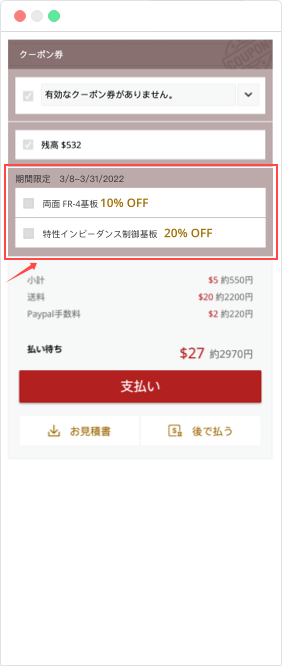 クーポン券
COUPON
有効なクーポン券がありません。
残高 $532
期間限定 3/8~3/31/2022
両面 FR-4基板 10% OFF
特性インピーダンス制御基板 20% OFF
小計 $5 約550円
送料 $20 約2200円
Paypal手数料 $2 約220円
払い待ち $27 約2970円
支払い
お見積書 後で払う